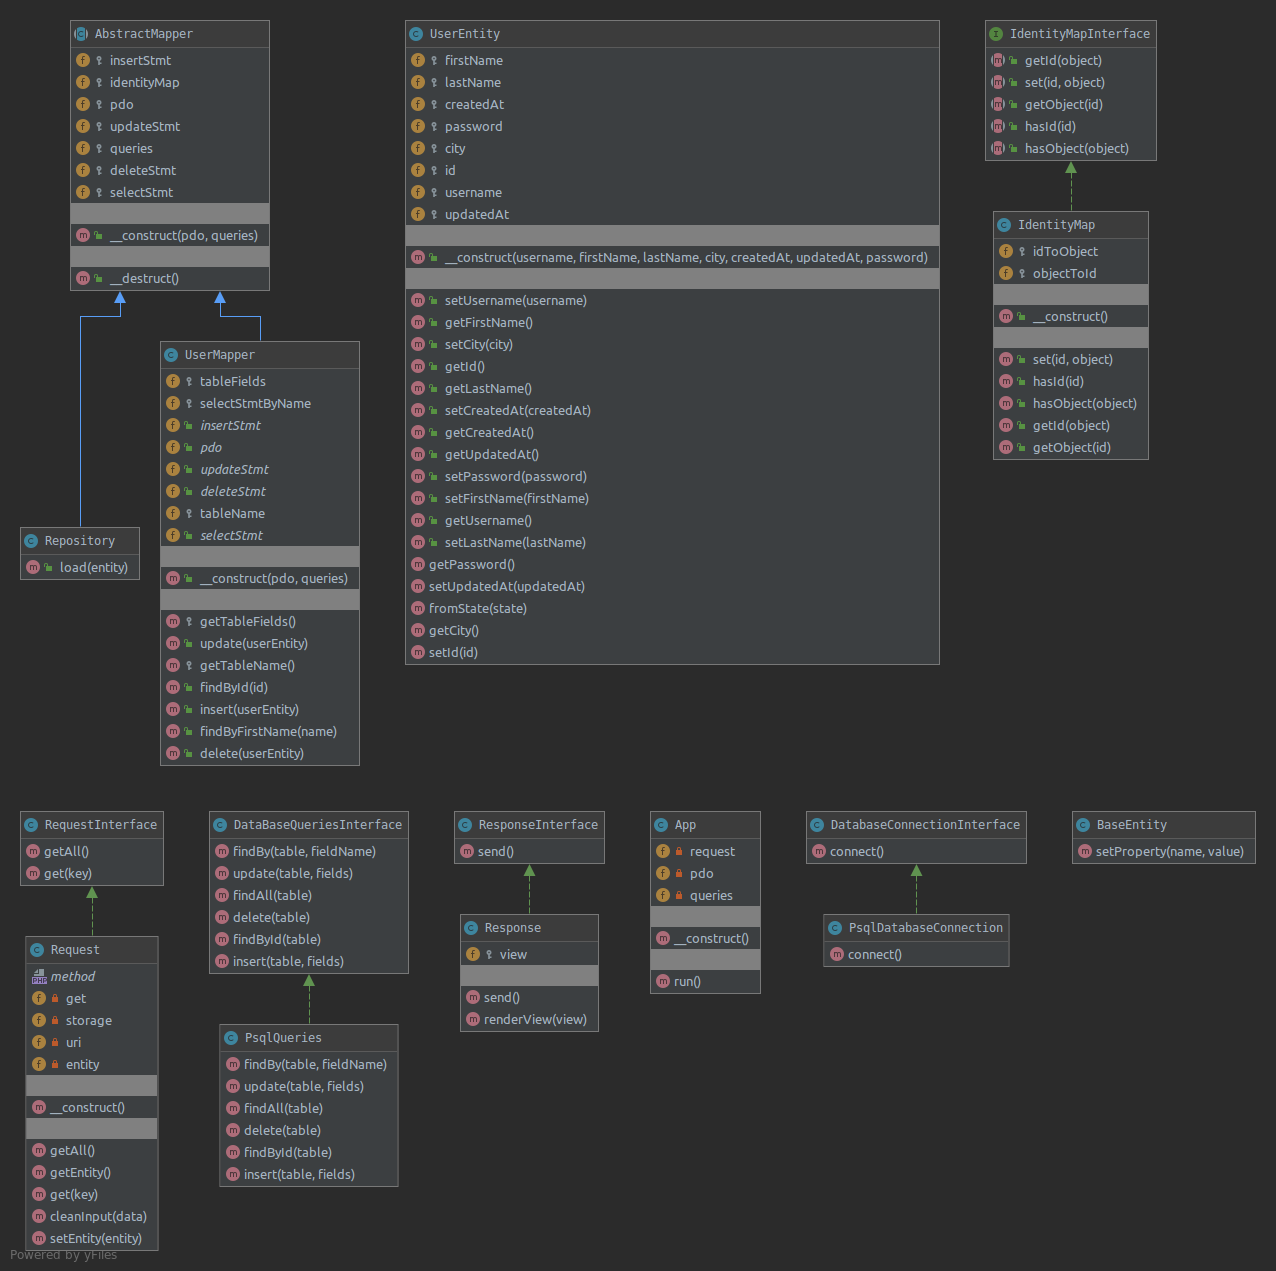 AbstractMapper
insertStmt
identityMap
pdo
updateStmt
queries
deleteStmt
selectStmt
__construct(pdo, queries)
__destruct()
UserEntity
firstName
lastName
createdAt
password
city
id
username
updatedAt
__construct(username, firstName, lastName, city, createdAt, updatedAt, password)
setUsername(username)
getFirstName()
setCity(city)
getId()
getLastName()
setCreatedAt(createdAt)
getCreatedAt()
getUpdatedAt()
setPassword(password)
setFirstName(firstName)
getUsername()
setLastName(lastName)
getPassword()
setUpdatedAt(updatedAt)
fromState(state)
getCity()
setId(id)
IdentityMapInterface
getId(object)
set(id, object)
getObject(id)
hasId(id)
hasObject(object)
IdentityMap
idToObject
objectToId
__construct()
set(id, object)
hasId(id)
hasObject(object)
getId(object)
getObject(id)
UserMapper
tableFields
selectStmtByName
insertStmt
pdo
updateStmt
deleteStmt
tableName
selectStmt
__construct(pdo, queries)
getTableFields()
update(userEntity)
getTableName()
findById(id)
insert(userEntity)
findByFirstName(name)
delete(userEntity)
Repository
load(entity)
RequestInterface
getAll()
get(key)
Request
method
get
storage
uri
entity
__construct()
getAll()
getEntity()
get(key)
cleanInput(data)
setEntity(entity)
DataBaseQueriesInterface
findBy(table, fieldName)
update(table, fields)
findAll(table)
delete(table)
findById(table)
insert(table, fields)
PsqlQueries
findBy(table, fieldName)
update(table, fields)
findAll(table)
delete(table)
findById(table)
insert(table, fields)
ResponseInterface
send()
Response
view
send()
renderView(view)
App
request
pdo
queries
__construct()
run()
DatabaseConnectionInterface
connect()
PsqlDatabaseConnection
connect()
BaseEntity
setProperty(name, value)
Powered by yFiles